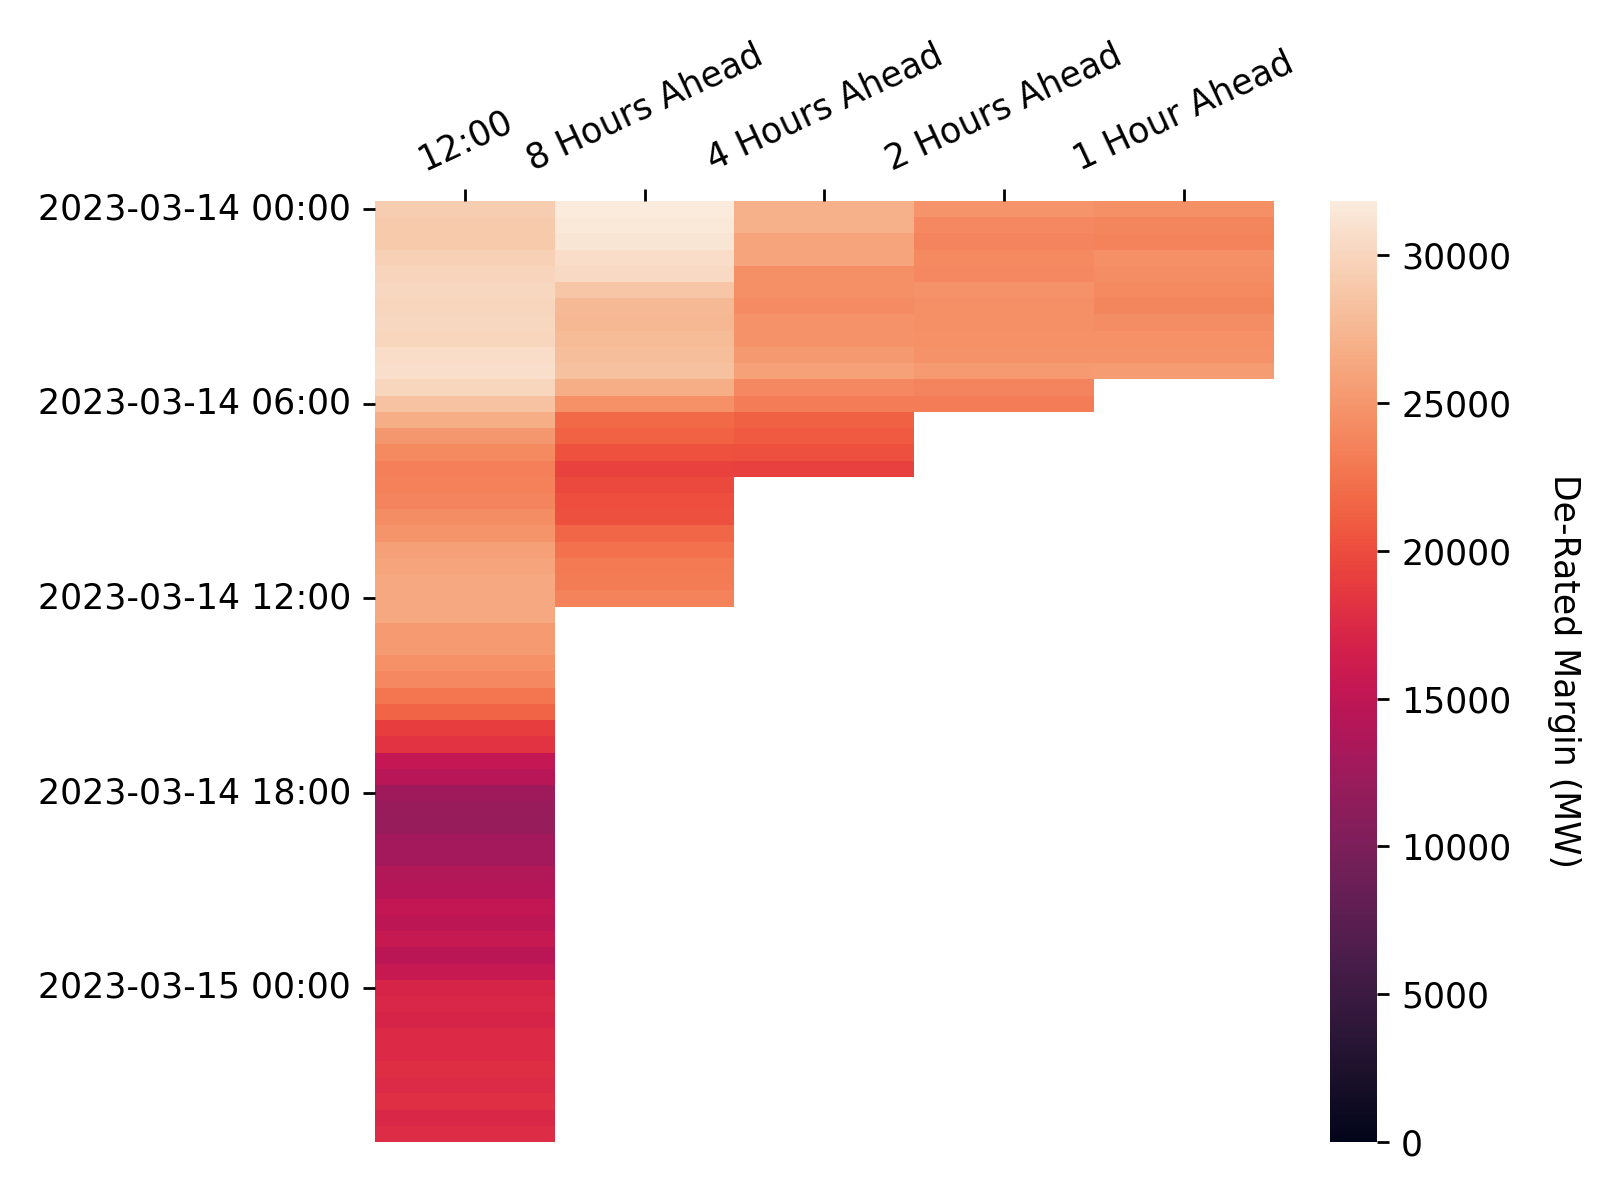 12:00
8 Hours Ahead
4 Hours Ahead
2 Hours Ahead
1 Hour Ahead
2023-03-14 00:00
2023-03-14 06:00
2023-03-14 12:00
2023-03-14 18:00
2023-03-15 00:00
30000
25000
20000
15000
10000
5000
0
De-Rated Margin (MW)